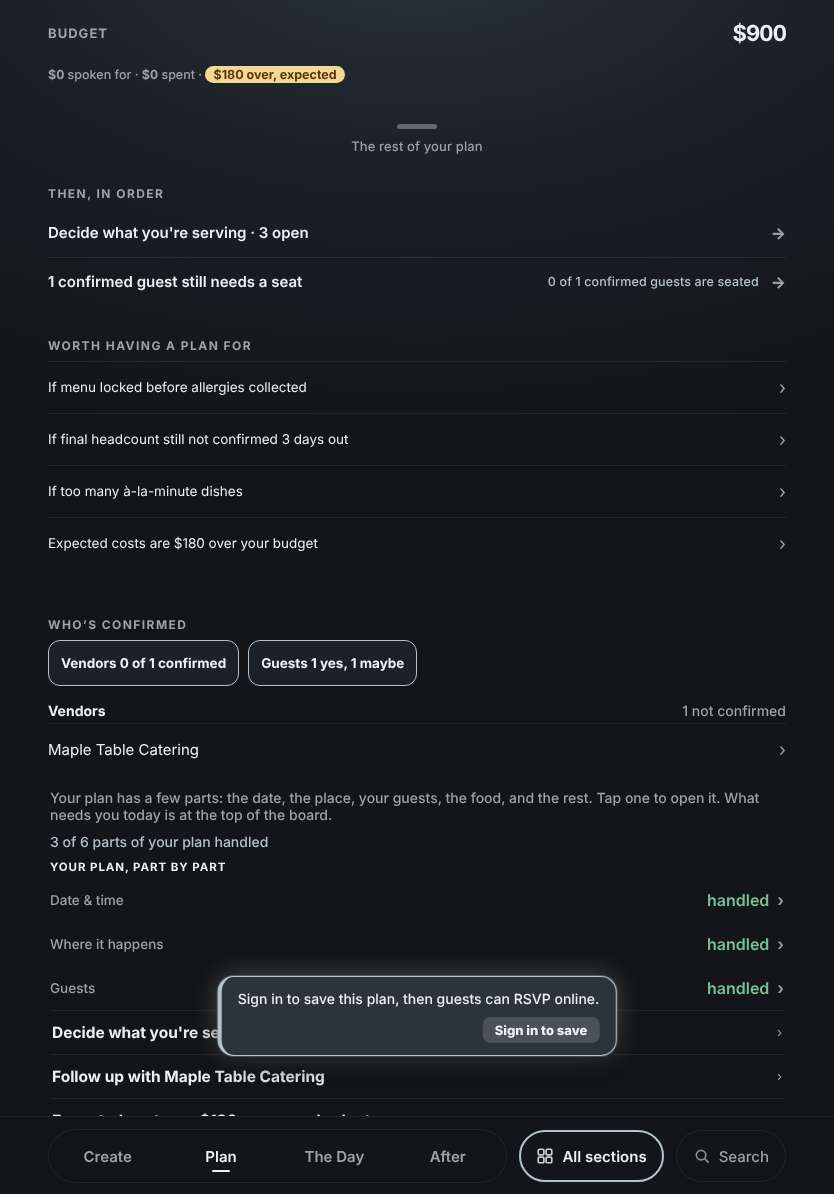 BUDGET
$900
$0 spoken for · $0 spent · $180 over, expected
The rest of your plan
THEN, IN ORDER
Decide what you're serving · 3 open
1 confirmed guest still needs a seat
0 of 1 confirmed guests are seated
WORTH HAVING A PLAN FOR
If menu locked before allergies collected
If final headcount still not confirmed 3 days out
If too many à-la-minute dishes
Expected costs are $180 over your budget
WHO'S CONFIRMED
Vendors 0 of 1 confirmed
Guests 1 yes, 1 maybe
Vendors
1 not confirmed
Maple Table Catering
Your plan has a few parts: the date, the place, your guests, the food, and the rest. Tap one to open it. What
needs you today is at the top of the board.
3 of 6 parts of your plan handled
YOUR PLAN, PART BY PART
Date & time
handled
Where it happens
handled
Guests
handled
Sign in to save this plan, then guests can RSVP online.
Sign in to save
Decide what you're se
Follow up with Maple Table Catering
Create
Plan
The Day
After
All sections
Search